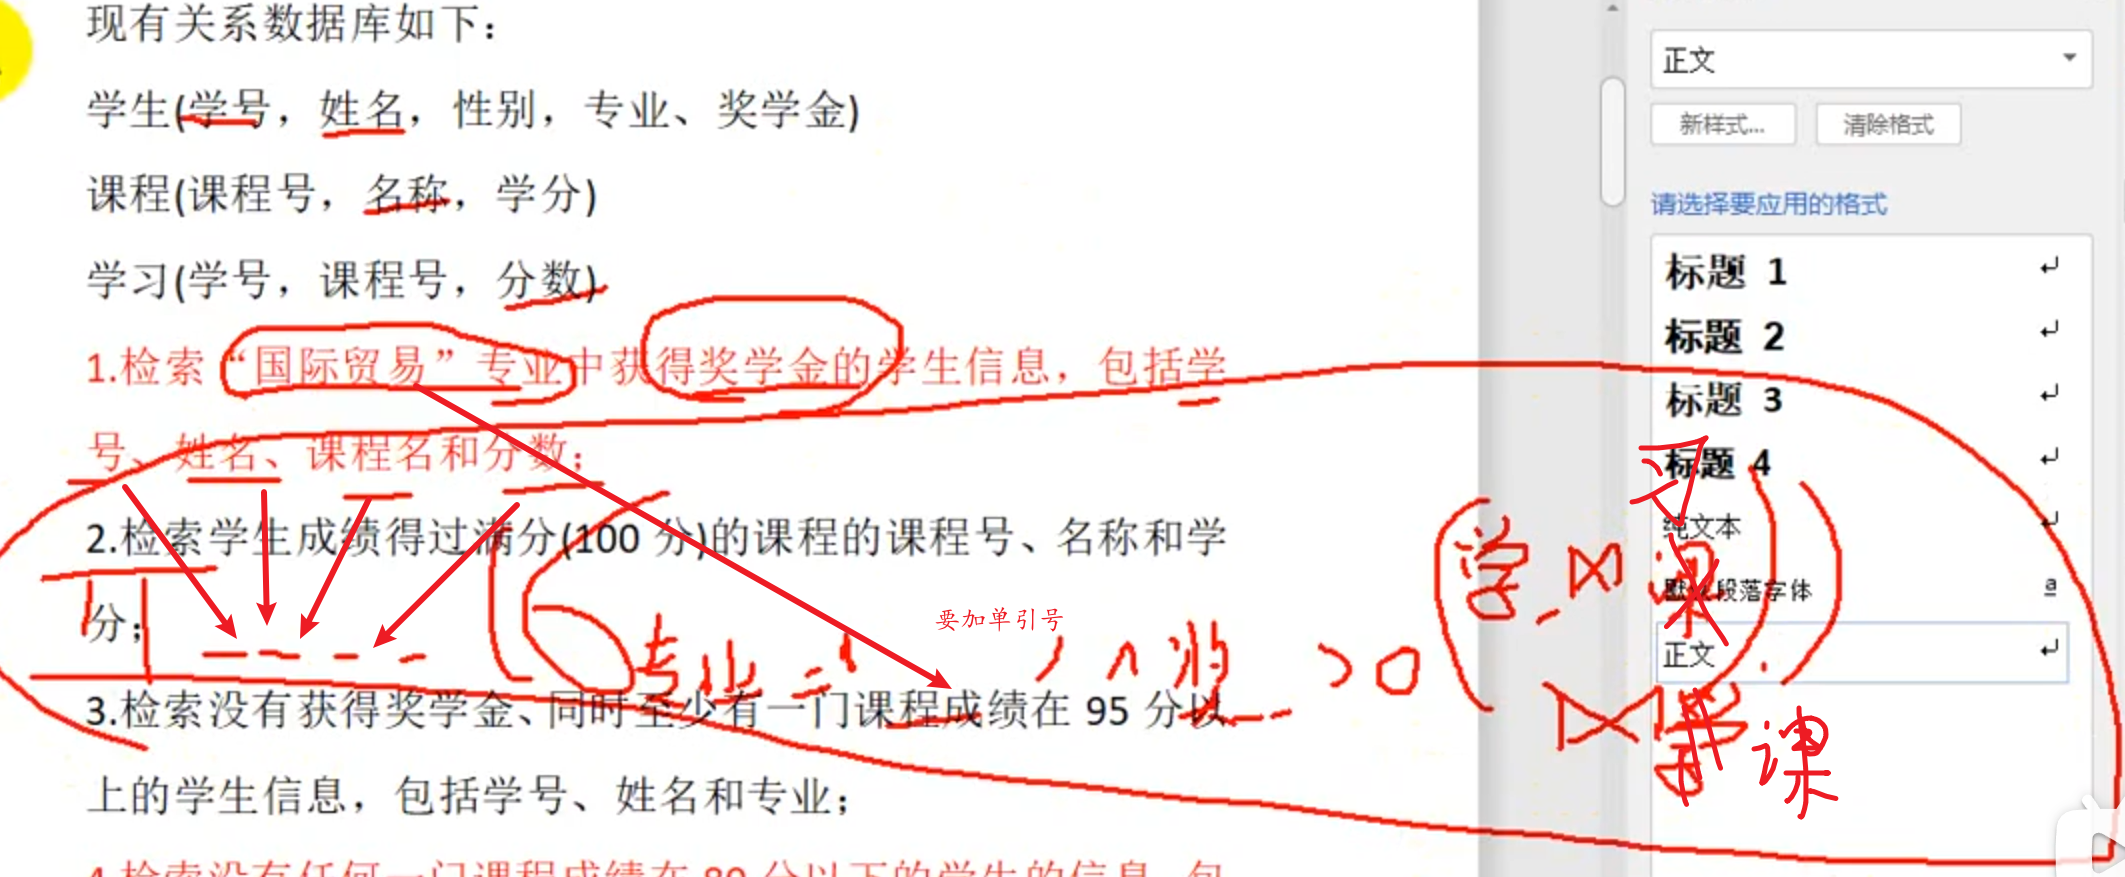 现有关系数据库如下：
学生(学号，姓名，性别，专业、奖学金)
课程(课程号，名称，学分)
学习(学号，课程号，分数)
1.检索“国际贸易”专业中获得奖学金的学生信息，包括学
号、姓名、课程名和分数；
2.检索学生成绩得过满分(100 分)的课程的课程号、名称和学
分；
要加单引号
专业 = ' ' ∧ 奖 >0
3.检索没有获得奖学金、同时至少有一门课程成绩在 95 分以
上的学生信息，包括学号、姓名和专业；
4.检索没有任何一门课程成绩在 80 分以下的学生的信息，包
正文
新样式...
清除格式
请选择要应用的格式
标题 1
标题 2
标题 3
标题 4
纯文本
默认段落字体
正文
学 ⋈
⋈
课